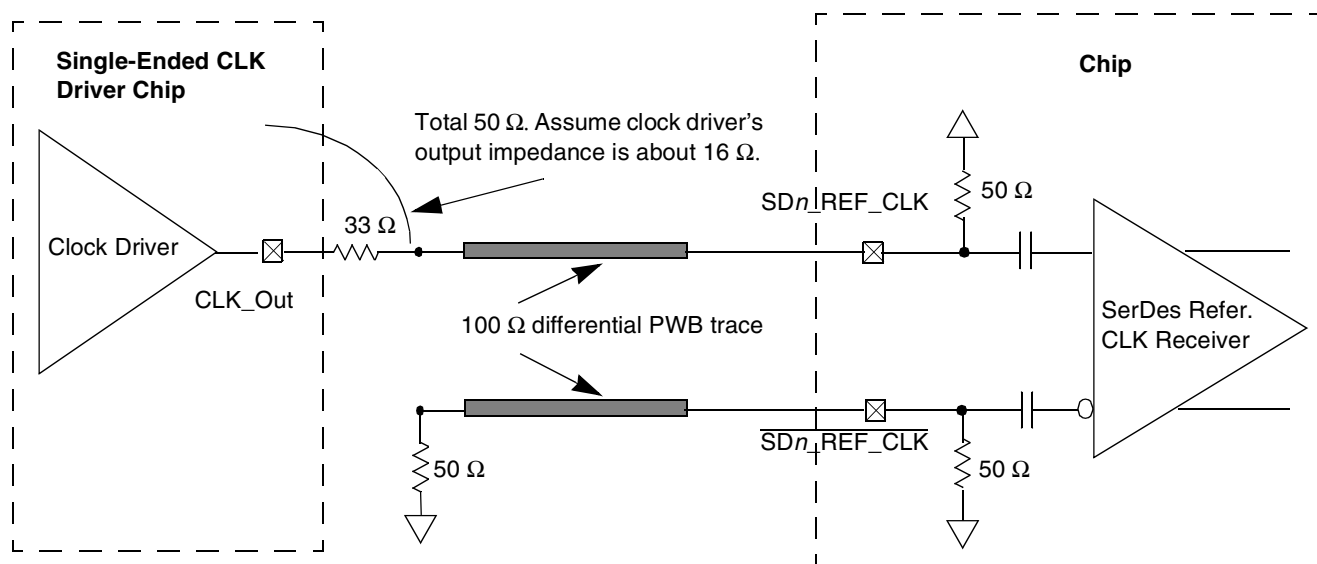 Single-Ended CLK
Driver Chip
Chip
Total 50 Ω. Assume clock driver's
output impedance is about 16 Ω.
SDn_REF_CLK
50 Ω
33 Ω
Clock Driver
CLK_Out
100 Ω differential PWB trace
SerDes Refer.
CLK Receiver
SDn_REF_CLK
50 Ω
50 Ω